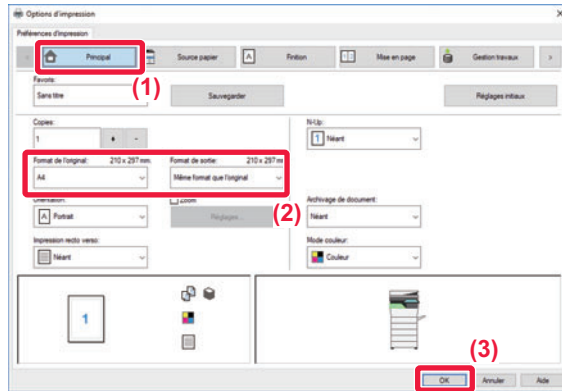 Options d'impression
Préférences d'impression
Principal
Source papier
Finition
Mise en page
Gestion travaux
(1)
Favoris:
Sans titre
Sauvegarder
Réglages initiaux
Copies:
1
N-Up:
1 Néant
Format de l'original: 210 x 297 mm.
Format de sortie: 210 x 297 m
A4
Même format que l'original
(2)
Orientation:
Zoom
Archivage de document:
A Portrait
Réglages...
Néant
Impression recto verso:
Mode couleur:
Néant
Couleur
1
(3)
OK
Annuler
Aide